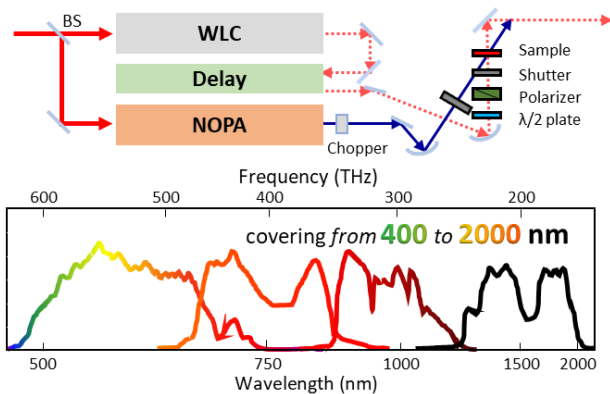 BS
WLC
Delay
NOPA
Chopper
Sample
Shutter
Polarizer
λ/2 plate
Frequency (THz)
600 500 400 300 200
covering from 400 to 2000 nm
500 750 1000 1500 2000
Wavelength (nm)